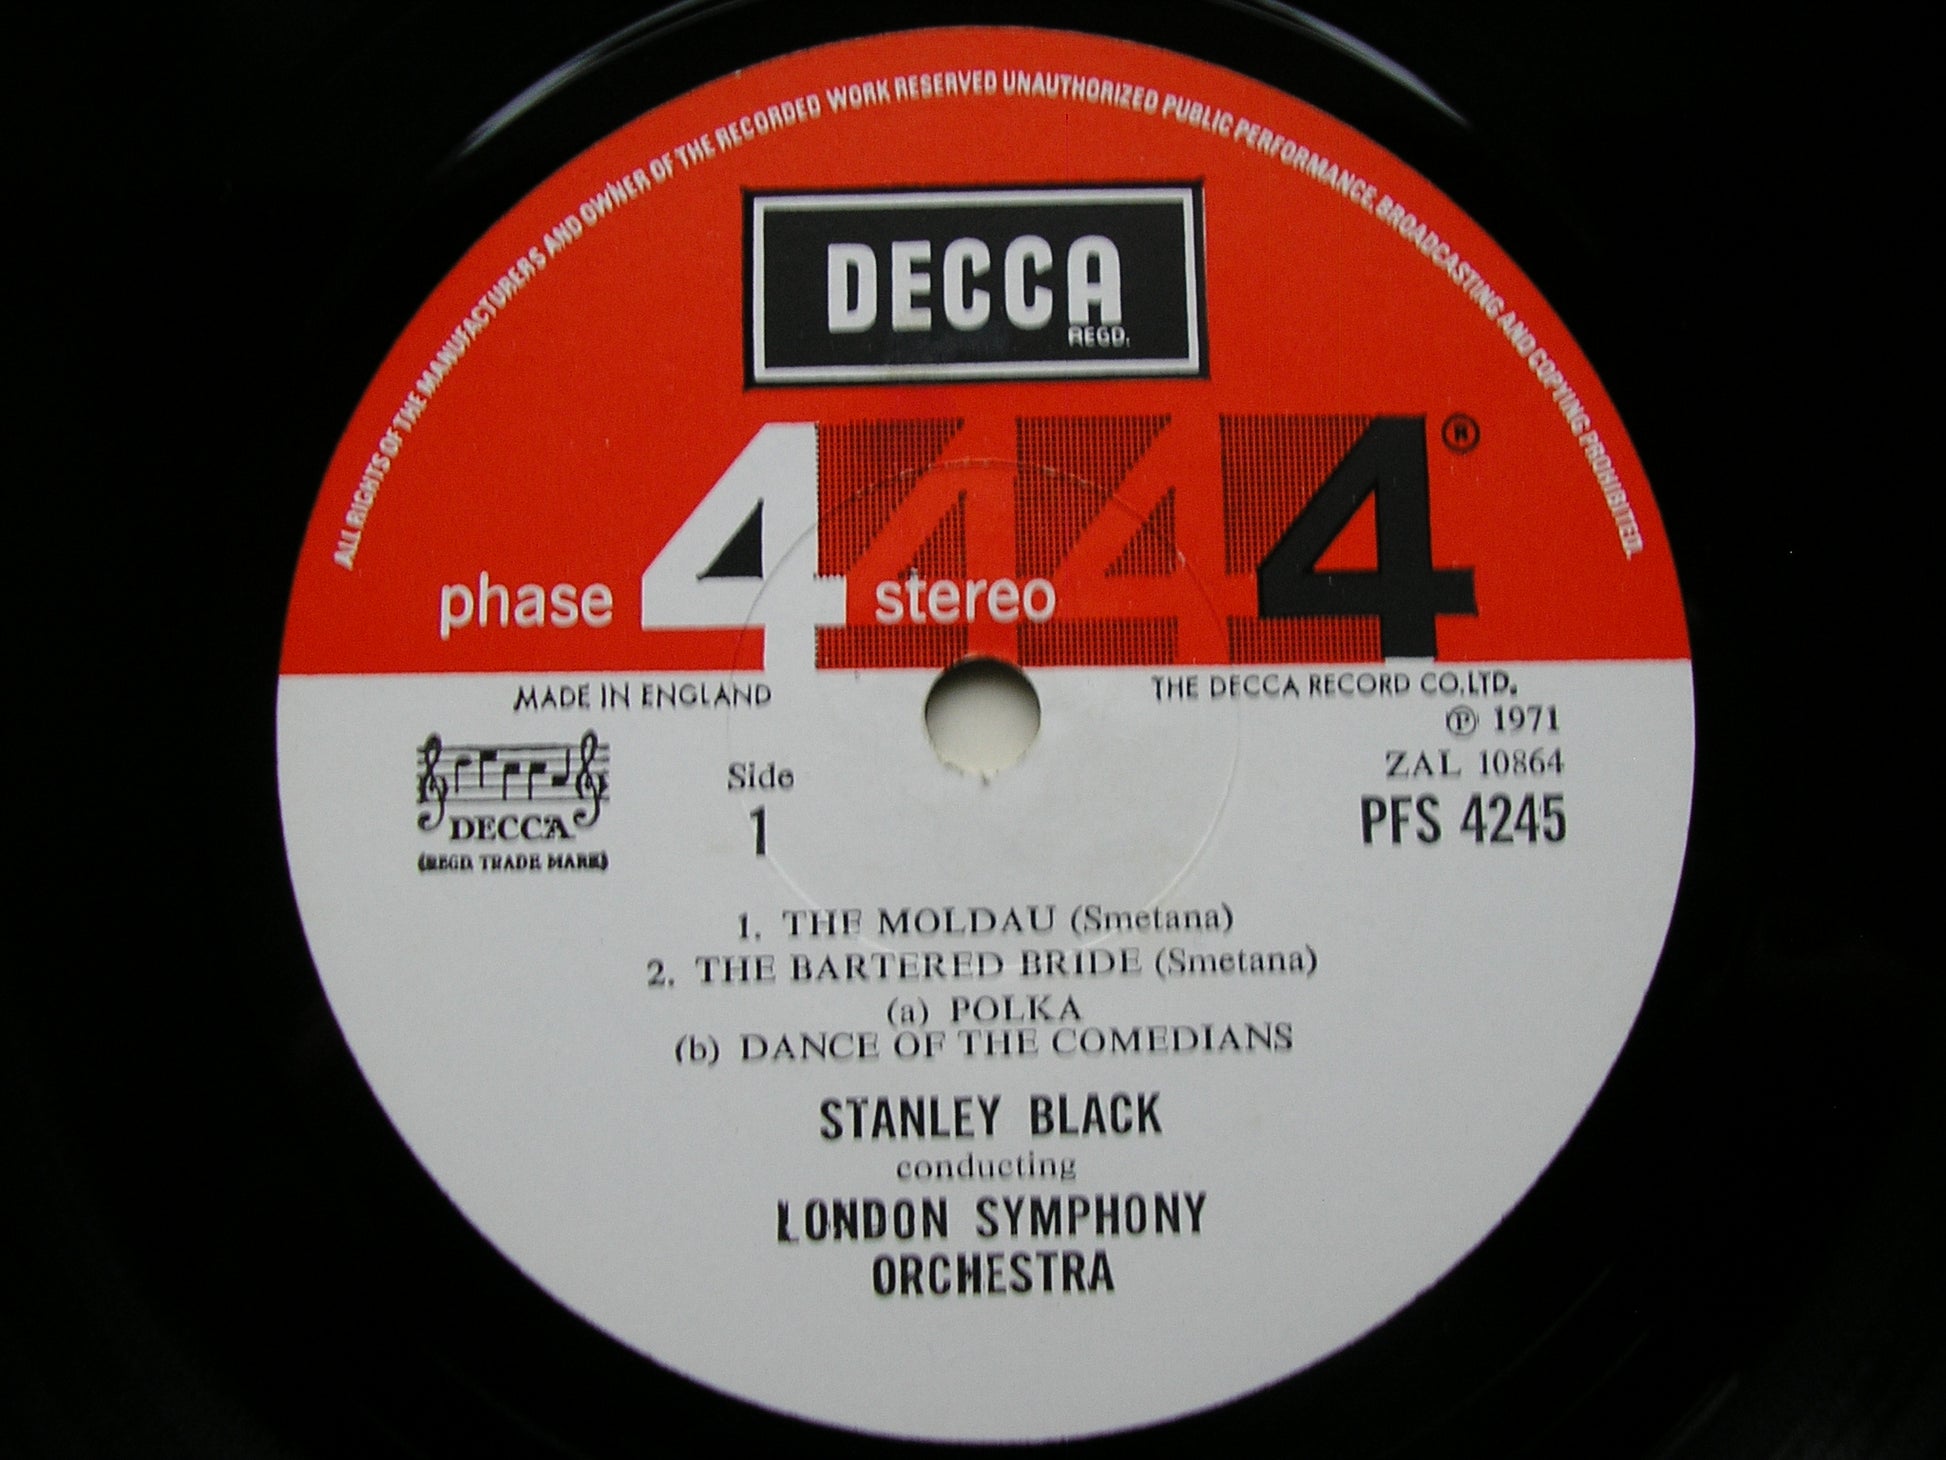 ALL RIGHTS OF THE MANUFACTURERS AND OWNER OF THE RECORDED WORK RESERVED UNAUTHORIZED PUBLIC PERFORMANCE, BROADCASTING AND COPYING PROHIBITED.
DECCA
REGD.
4 4 4 4 ®
phase 4 stereo
MADE IN ENGLAND
THE DECCA RECORD CO. LTD.
℗ 1971
ZAL 10864
PFS 4245
DECCA
(REGD. TRADE MARK)
Side
1
1. THE MOLDAU (Smetana)
2. THE BARTERED BRIDE (Smetana)
(a) POLKA
(b) DANCE OF THE COMEDIANS
STANLEY BLACK
conducting
LONDON SYMPHONY
ORCHESTRA